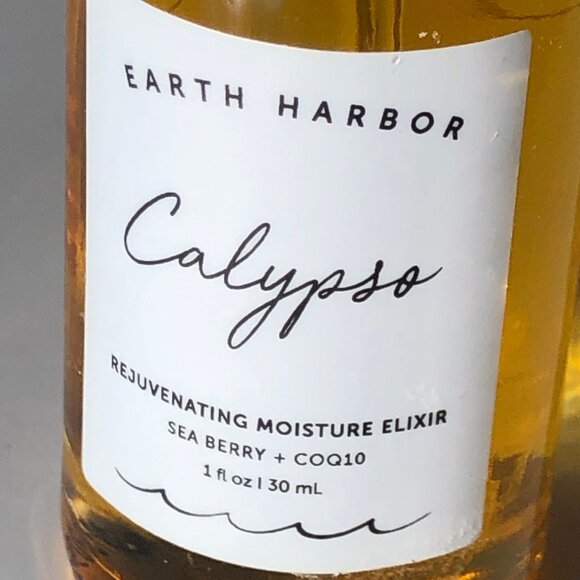 EARTH HARBOR
Calypso
REJUVENATING MOISTURE ELIXIR
SEA BERRY + COQ10
1 fl oz | 30 mL